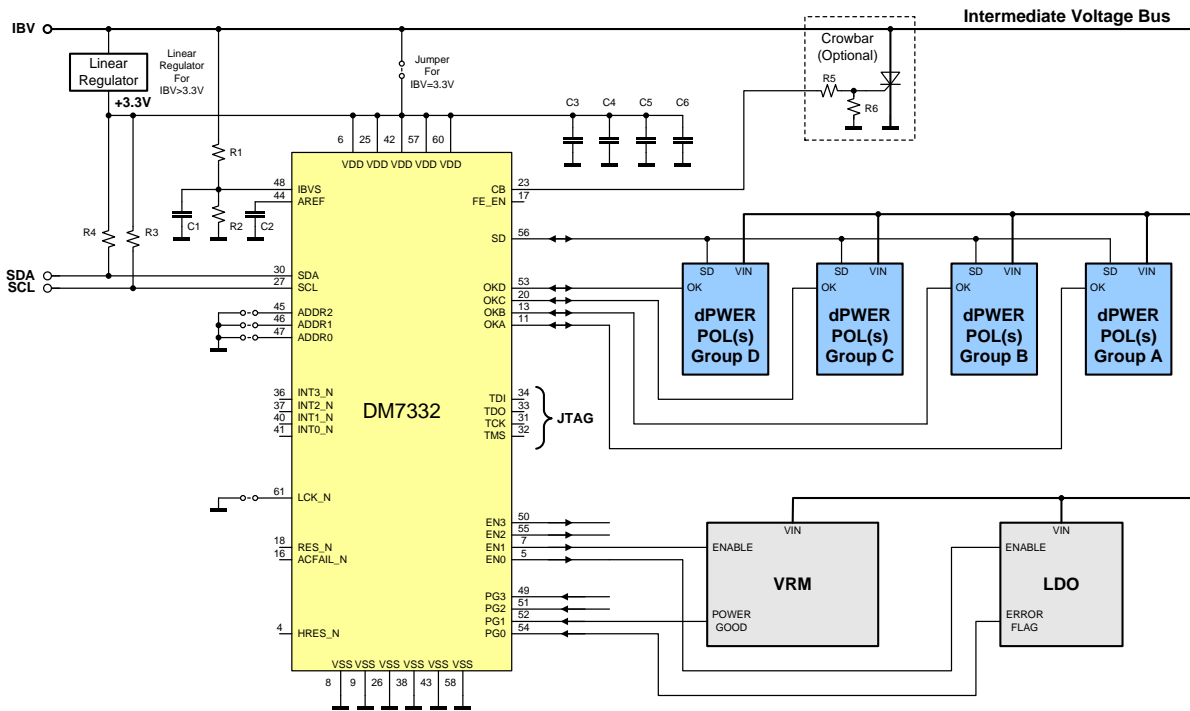 IBV
Intermediate Voltage Bus
Linear
Regulator
Linear
Regulator
For
IBV>3.3V
Jumper
For
IBV=3.3V
Crowbar
(Optional)
R5
R6
+3.3V
C3
C4
C5
C6
6
25
42
57
60
VDD VDD VDD VDD VDD
R1
48
IBVS
44
AREF
C1
R2
C2
R4
R3
CB
23
FE_EN
17
SD
56
SDA
SCL
30
SDA
27
SCL
45
ADDR2
46
ADDR1
47
ADDR0
OKD
53
OKC
20
OKB
13
OKA
11
SD
VIN
OK
dPWER
POL(s)
Group D
SD
VIN
OK
dPWER
POL(s)
Group C
SD
VIN
OK
dPWER
POL(s)
Group B
SD
VIN
OK
dPWER
POL(s)
Group A
36
INT3_N
37
INT2_N
40
INT1_N
41
INT0_N
DM7332
TDI
34
TDO
33
TCK
31
TMS
32
JTAG
61
LCK_N
18
RES_N
16
ACFAIL_N
4
HRES_N
EN3
50
EN2
55
EN1
7
EN0
5
PG3
49
PG2
51
PG1
52
PG0
54
VIN
ENABLE
VRM
POWER
GOOD
VIN
ENABLE
LDO
ERROR
FLAG
VSS VSS VSS VSS VSS VSS
8
9
26
38
43
58